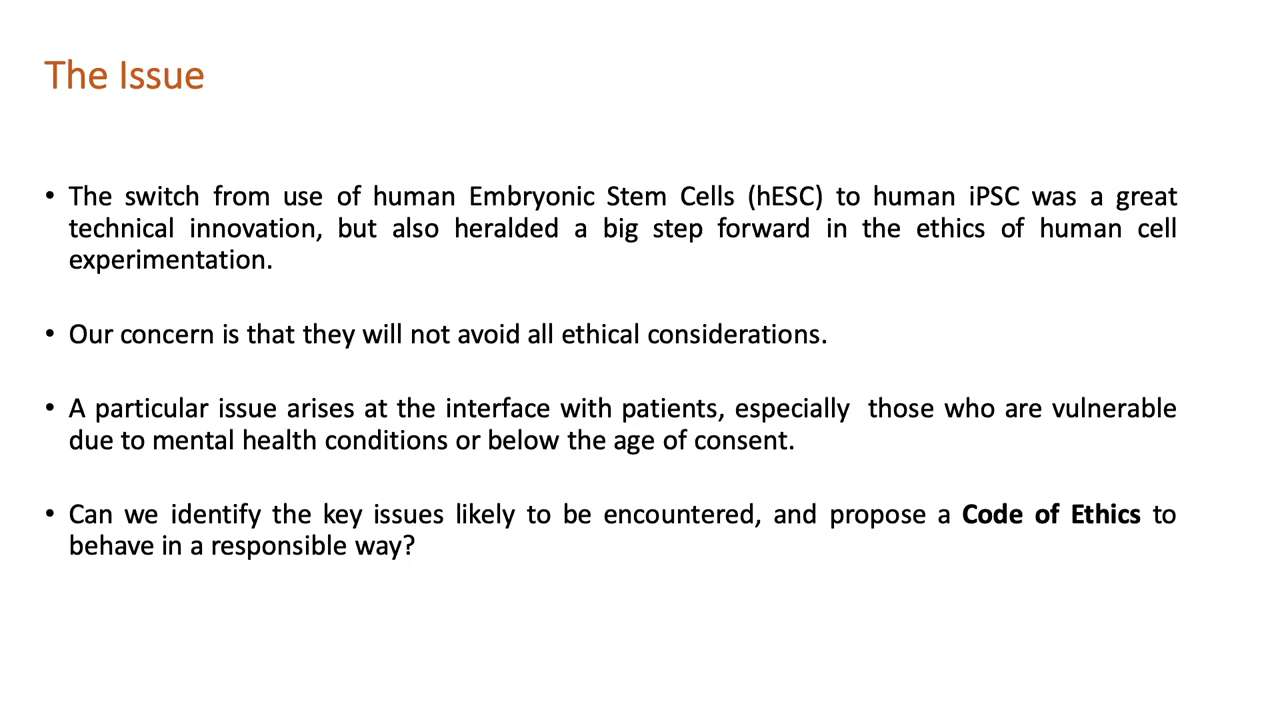 The Issue
• The switch from use of human Embryonic Stem Cells (hESC) to human iPSC was a great
technical innovation, but also heralded a big step forward in the ethics of human cell
experimentation.
• Our concern is that they will not avoid all ethical considerations.
• A particular issue arises at the interface with patients, especially  those who are vulnerable
due to mental health conditions or below the age of consent.
• Can we identify the key issues likely to be encountered, and propose a Code of Ethics to
behave in a responsible way?